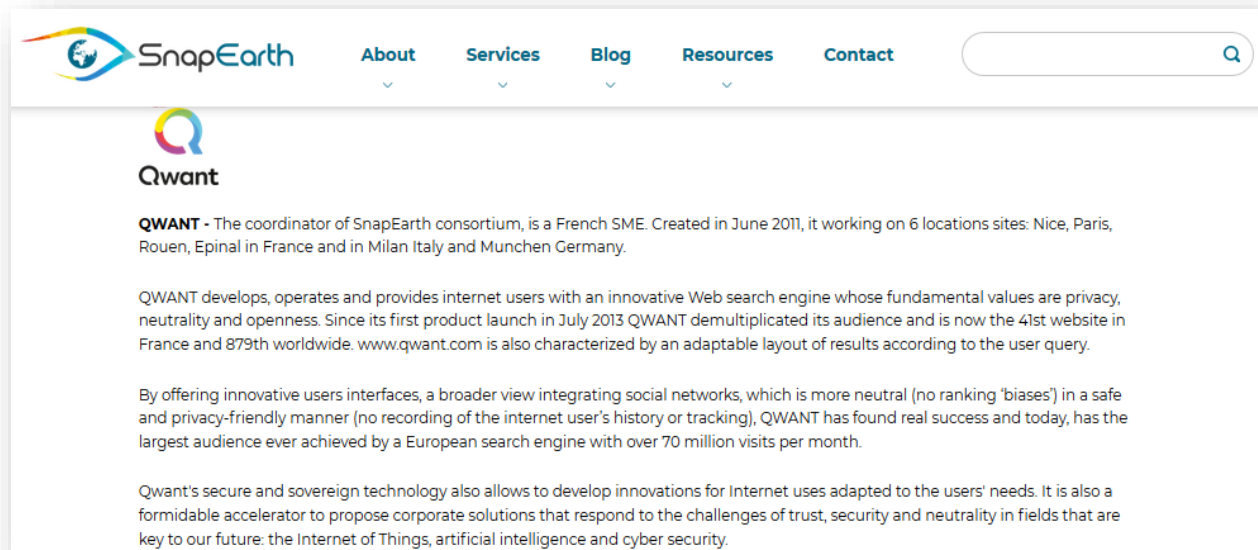 SnapEarth
About Services Blog Resources Contact
Qwant
QWANT - The coordinator of SnapEarth consortium, is a French SME. Created in June 2011, it working on 6 locations sites: Nice, Paris,
Rouen, Epinal in France and in Milan Italy and Munchen Germany.
QWANT develops, operates and provides internet users with an innovative Web search engine whose fundamental values are privacy,
neutrality and openness. Since its first product launch in July 2013 QWANT demultiplicated its audience and is now the 41st website in
France and 879th worldwide. www.qwant.com is also characterized by an adaptable layout of results according to the user query.
By offering innovative users interfaces, a broader view integrating social networks, which is more neutral (no ranking ‘biases’) in a safe
and privacy-friendly manner (no recording of the internet user’s history or tracking), QWANT has found real success and today, has the
largest audience ever achieved by a European search engine with over 70 million visits per month.
Qwant's secure and sovereign technology also allows to develop innovations for Internet uses adapted to the users' needs. It is also a
formidable accelerator to propose corporate solutions that respond to the challenges of trust, security and neutrality in fields that are
key to our future: the Internet of Things, artificial intelligence and cyber security.